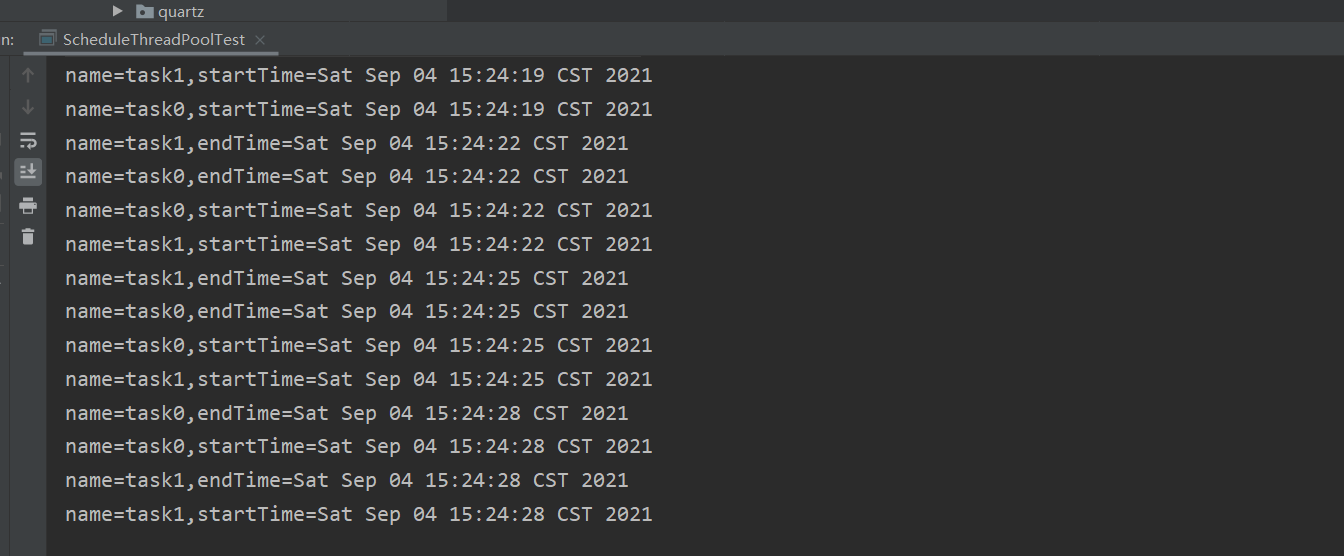 quartz
n:
ScheduleThreadPoolTest
name=task1,startTime=Sat Sep 04 15:24:19 CST 2021
name=task0,startTime=Sat Sep 04 15:24:19 CST 2021
name=task1,endTime=Sat Sep 04 15:24:22 CST 2021
name=task0,endTime=Sat Sep 04 15:24:22 CST 2021
name=task0,startTime=Sat Sep 04 15:24:22 CST 2021
name=task1,startTime=Sat Sep 04 15:24:22 CST 2021
name=task1,endTime=Sat Sep 04 15:24:25 CST 2021
name=task0,endTime=Sat Sep 04 15:24:25 CST 2021
name=task0,startTime=Sat Sep 04 15:24:25 CST 2021
name=task1,startTime=Sat Sep 04 15:24:25 CST 2021
name=task0,endTime=Sat Sep 04 15:24:28 CST 2021
name=task0,startTime=Sat Sep 04 15:24:28 CST 2021
name=task1,endTime=Sat Sep 04 15:24:28 CST 2021
name=task1,startTime=Sat Sep 04 15:24:28 CST 2021